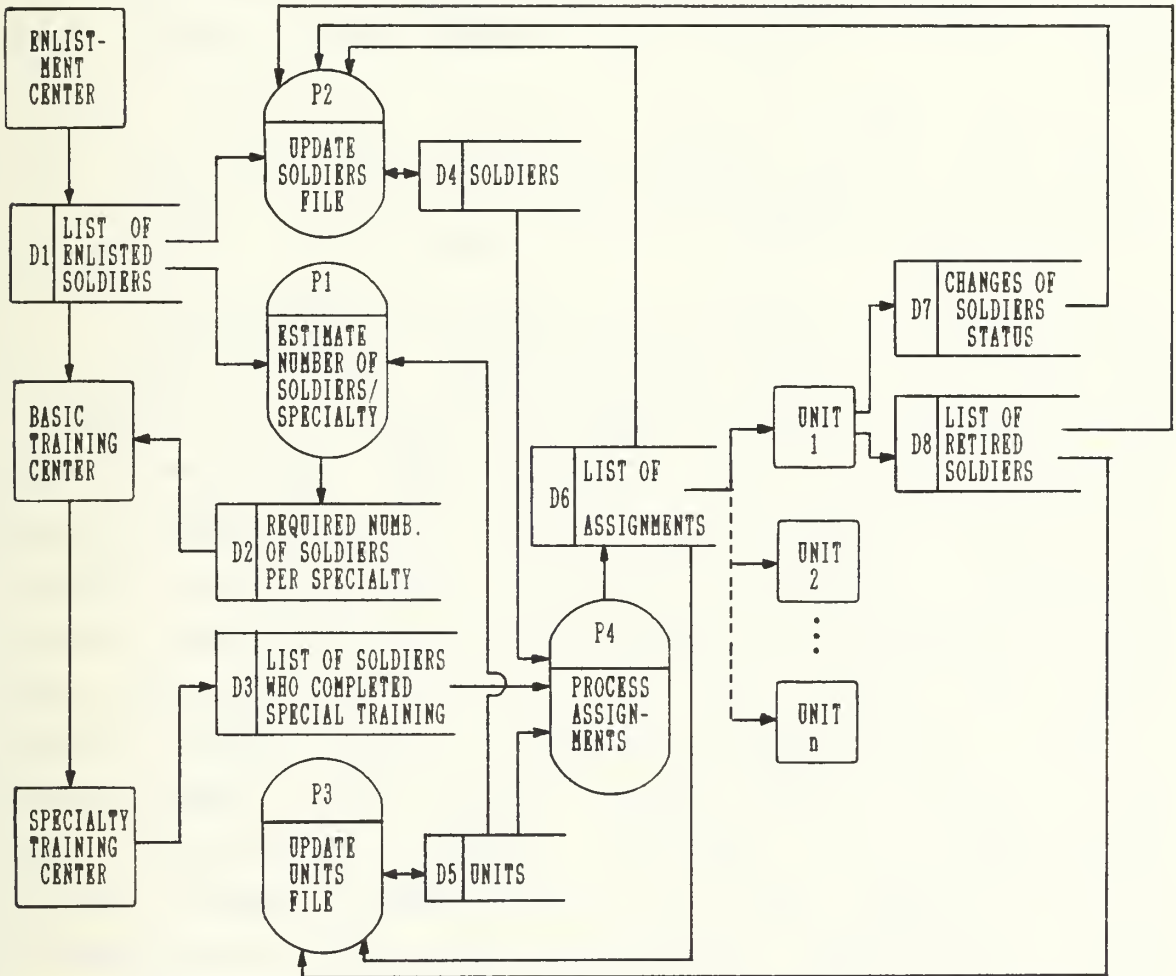 ENLIST-
MENT
CENTER
P2
UPDATE
SOLDIERS
FILE
D4 SOLDIERS
D1
LIST OF
ENLISTED
SOLDIERS
P1
ESTIMATE
NUMBER OF
SOLDIERS/
SPECIALTY
D7
CHANGES OF
SOLDIERS
STATUS
BASIC
TRAINING
CENTER
UNIT
1
D8
LIST OF
RETIRED
SOLDIERS
D6
LIST OF
ASSIGNMENTS
D2
REQUIRED NUMB.
OF SOLDIERS
PER SPECIALTY
UNIT
2
P4
PROCESS
ASSIGN-
MENTS
D3
LIST OF SOLDIERS
WHO COMPLETED
SPECIAL TRAINING
UNIT
n
SPECIALTY
TRAINING
CENTER
P3
UPDATE
UNITS
FILE
D5 UNITS